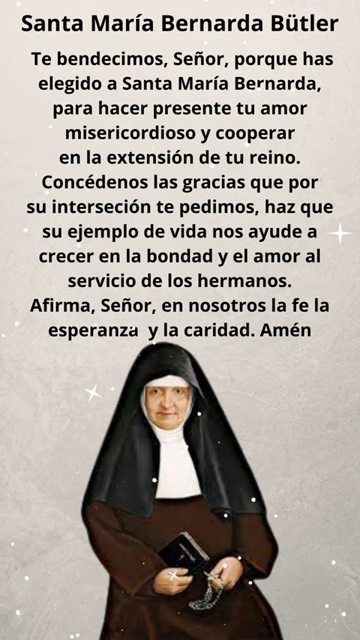 Santa María Bernarda Bütler
Te bendecimos, Señor, porque has
elegido a Santa María Bernarda,
para hacer presente tu amor
misericordioso y cooperar
en la extensión de tu reino.
Concédenos las gracias que por
su interseción te pedimos, haz que
su ejemplo de vida nos ayude a
crecer en la bondad y el amor al
servicio de los hermanos.
Afirma, Señor, en nosotros la fe la
esperanza y la caridad. Amén